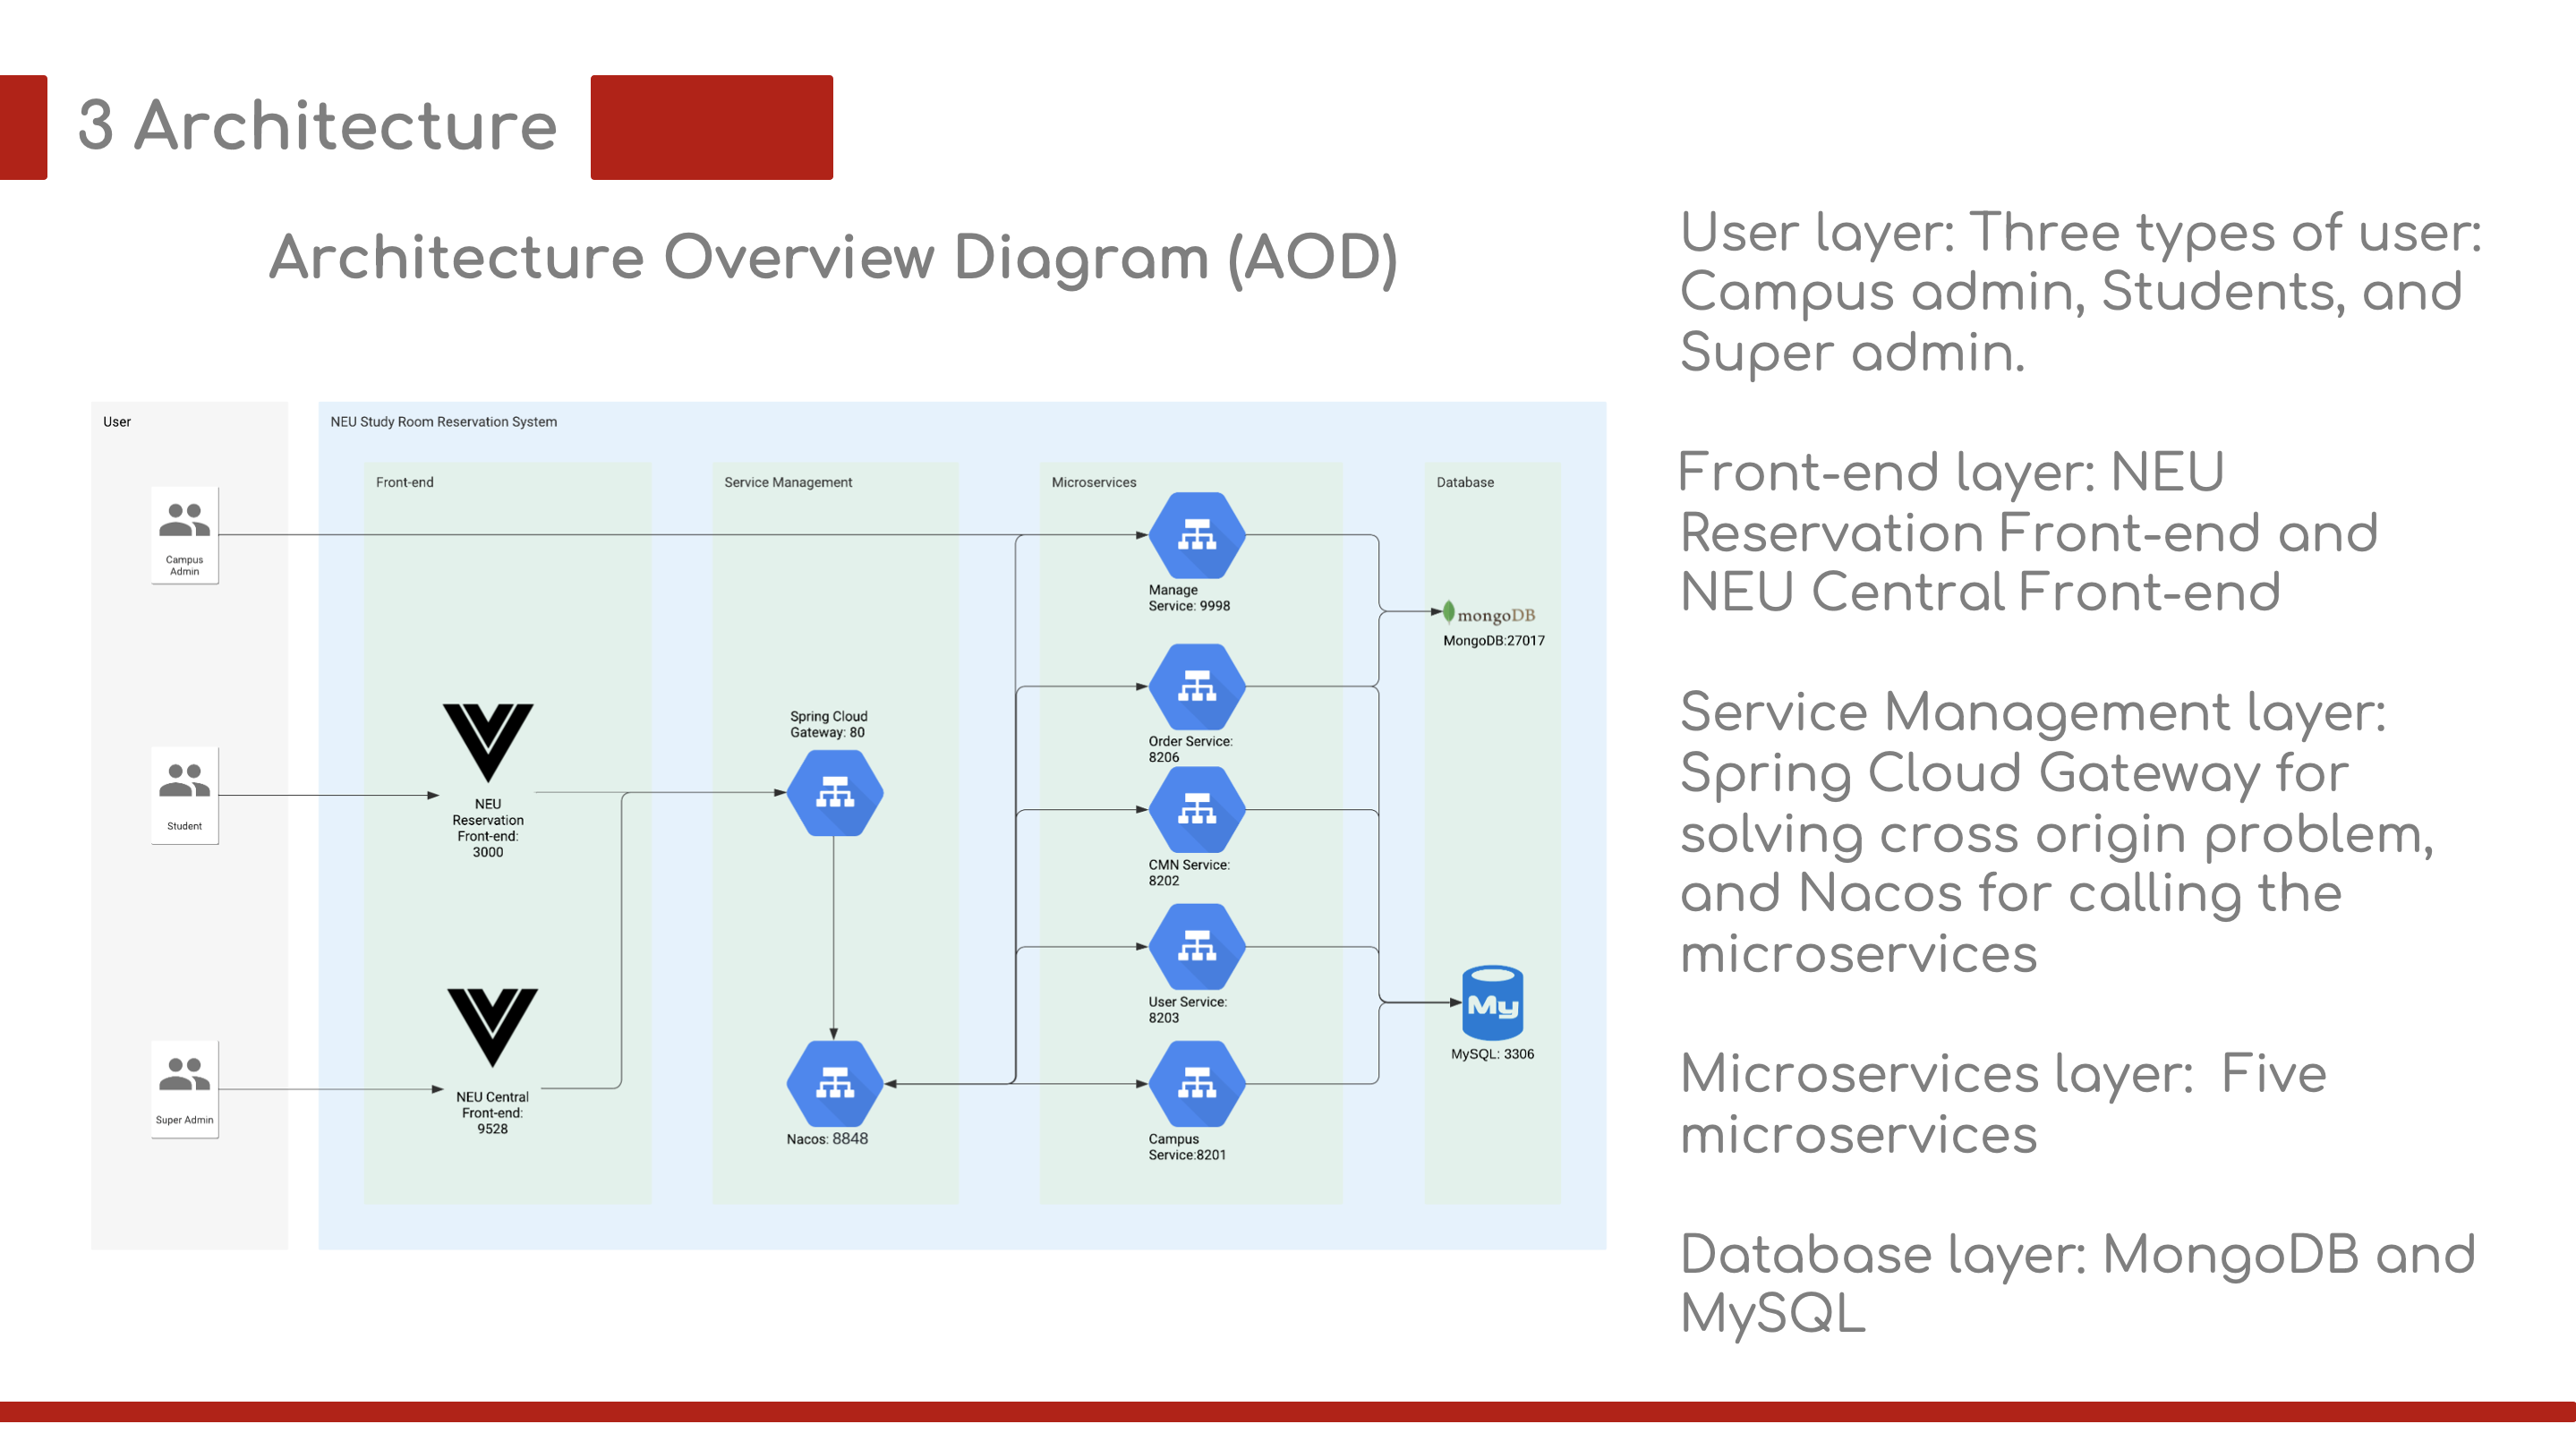 3 Architecture
Architecture Overview Diagram (AOD)
User
NEU Study Room Reservation System
Front-end
Service Management
Microservices
Database
Campus
Admin
Manage
Service: 9998
mongoDB
MongoDB:27017
Order Service:
8206
Spring Cloud
Gateway: 80
Student
NEU
Reservation
Front-end:
3000
CMN Service:
8202
User Service:
8203
My
MySQL: 3306
Super Admin
NEU Central
Front-end:
9528
Nacos: 8848
Campus
Service:8201
User layer: Three types of user:
Campus admin, Students, and
Super admin.
Front-end layer: NEU
Reservation Front-end and
NEU Central Front-end
Service Management layer:
Spring Cloud Gateway for
solving cross origin problem,
and Nacos for calling the
microservices
Microservices layer:  Five
microservices
Database layer: MongoDB and
MySQL